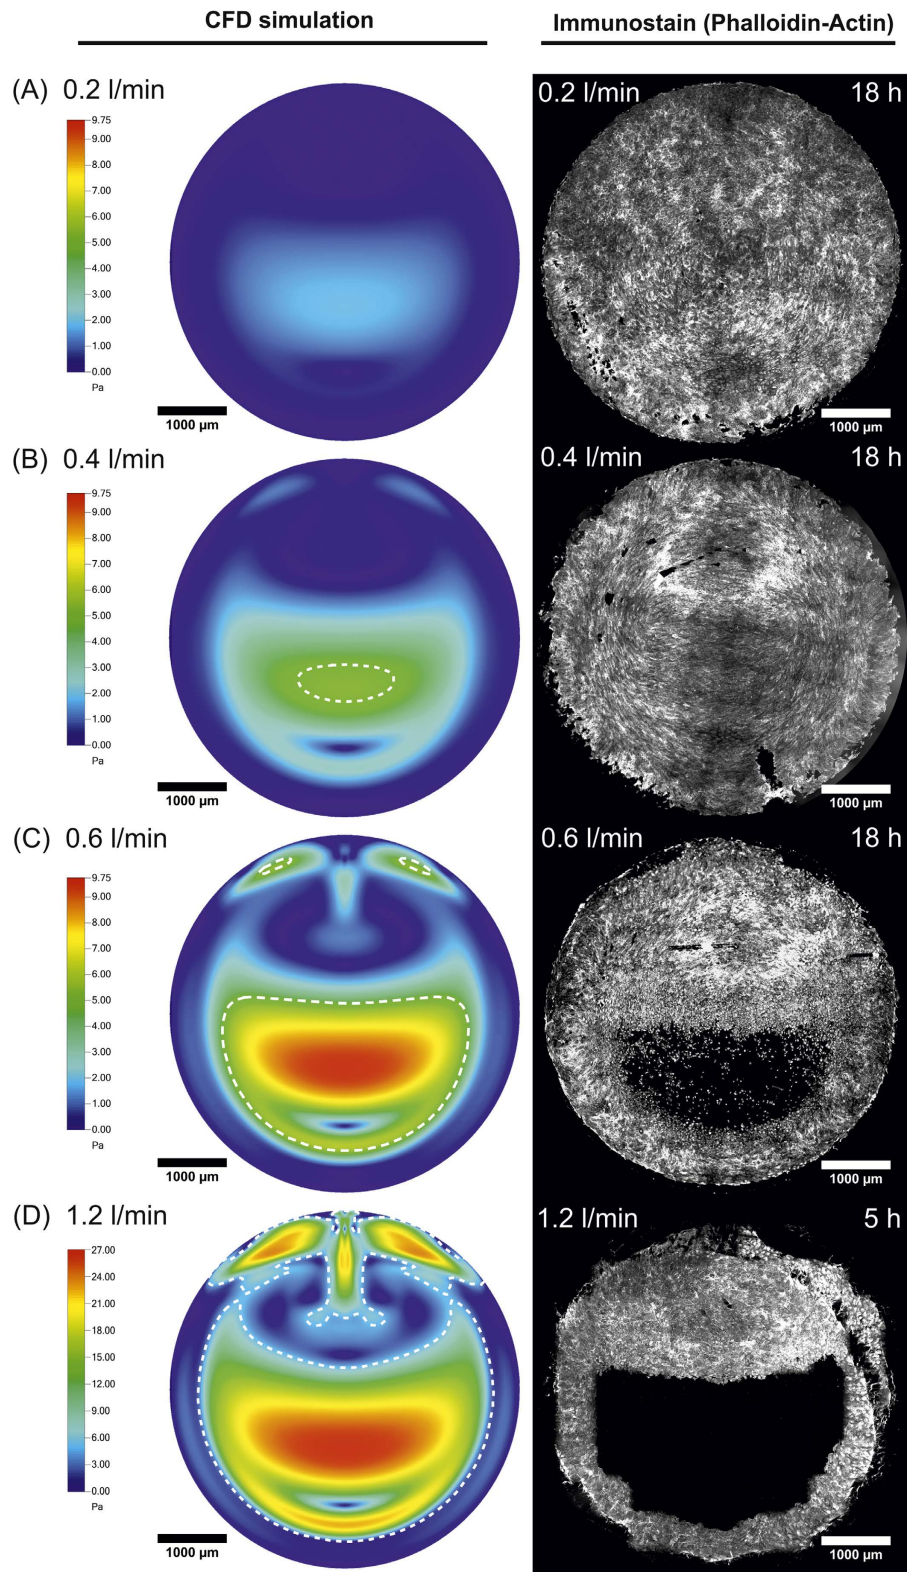 CFD simulation
Immunostain (Phalloidin-Actin)
(A) 0.2 l/min
9.75
9.00
8.00
7.00
6.00
5.00
4.00
3.00
2.00
1.00
0.00
Pa
1000 µm
0.2 l/min 18 h
1000 µm
(B) 0.4 l/min
9.75
9.00
8.00
7.00
6.00
5.00
4.00
3.00
2.00
1.00
0.00
Pa
1000 µm
0.4 l/min 18 h
1000 µm
(C) 0.6 l/min
9.75
9.00
8.00
7.00
6.00
5.00
4.00
3.00
2.00
1.00
0.00
Pa
1000 µm
0.6 l/min 18 h
1000 µm
(D) 1.2 l/min
27.00
24.00
21.00
18.00
15.00
12.00
9.00
6.00
3.00
0.00
Pa
1000 µm
1.2 l/min 5 h
1000 µm